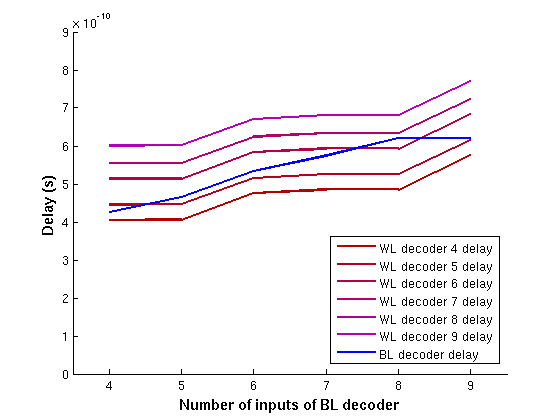 × 10⁻¹⁰
9
8
7
6
5
4
3
2
1
0
Delay (s)
4 5 6 7 8 9
Number of inputs of BL decoder
WL decoder 4 delay
WL decoder 5 delay
WL decoder 6 delay
WL decoder 7 delay
WL decoder 8 delay
WL decoder 9 delay
BL decoder delay